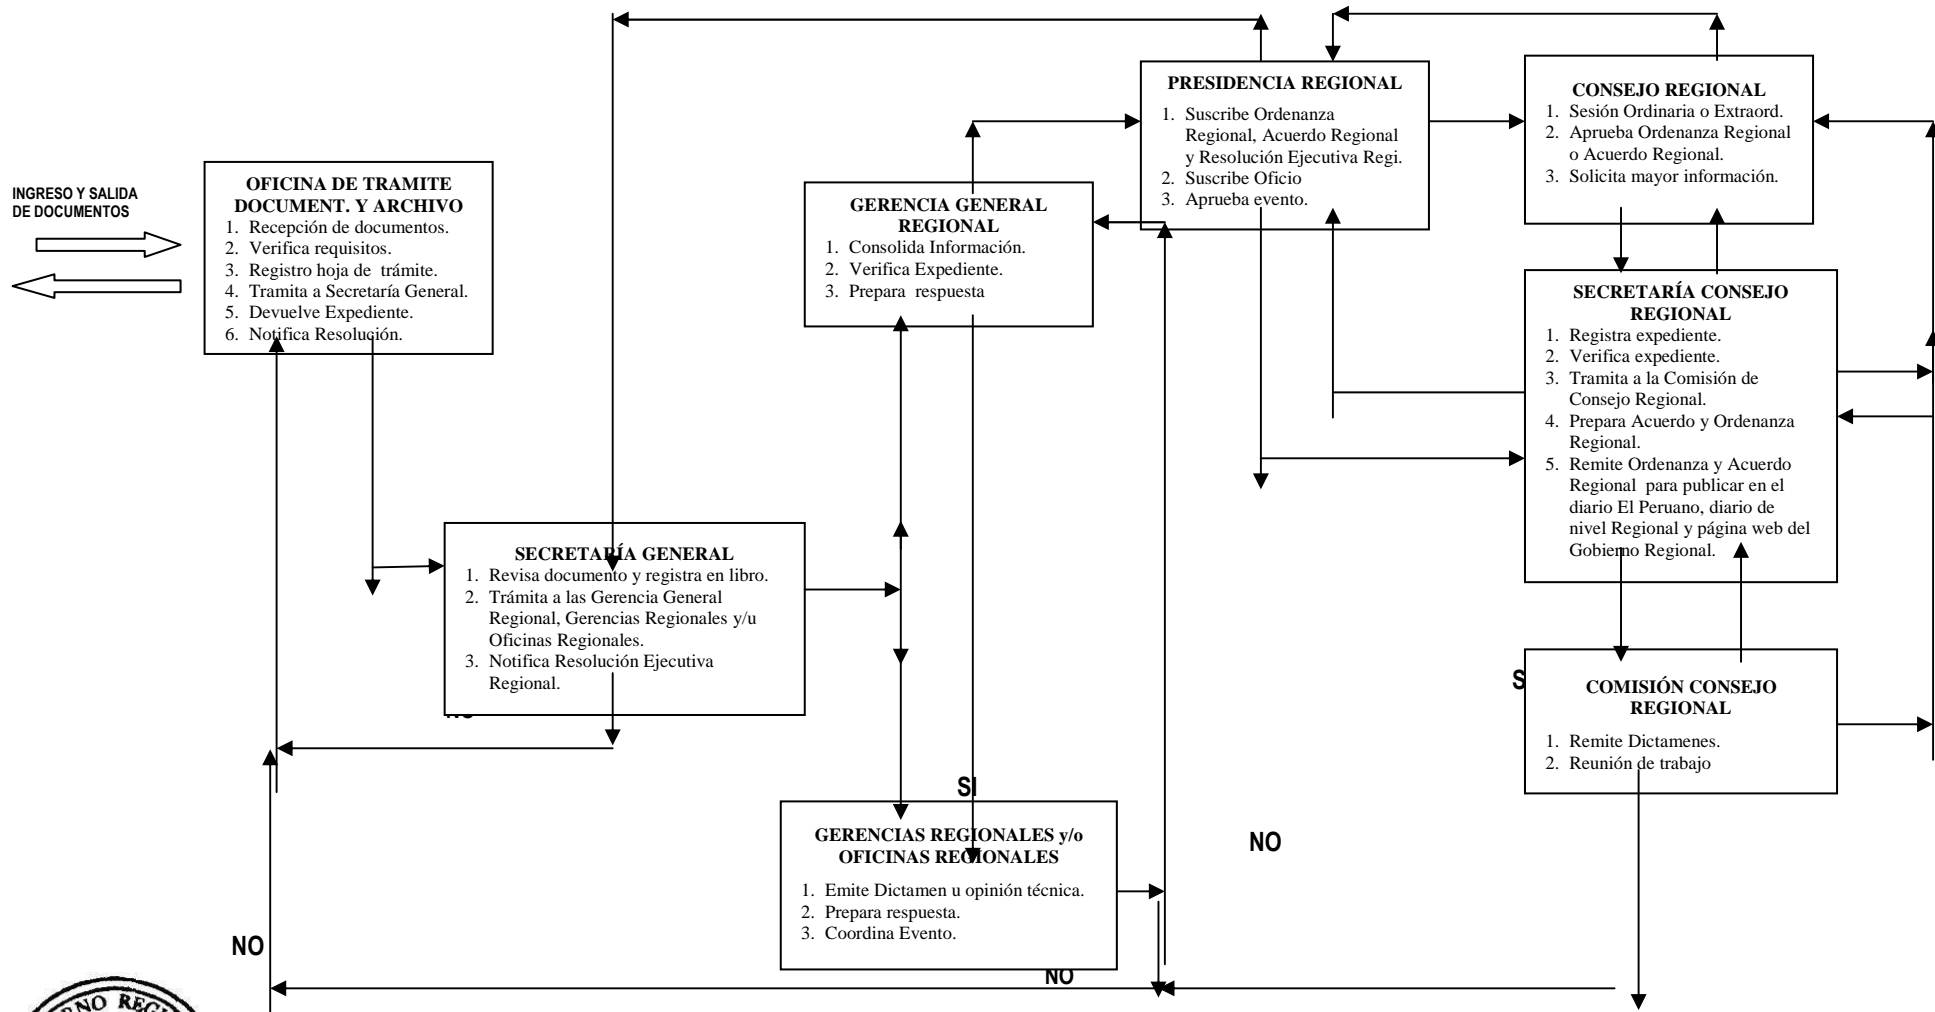 INGRESO Y SALIDA
DE DOCUMENTOS
OFICINA DE TRAMITE
DOCUMENT. Y ARCHIVO
1. Recepción de documentos.
2. Verifica requisitos.
3. Registro hoja de trámite.
4. Tramita a Secretaría General.
5. Devuelve Expediente.
6. Notifica Resolución.
SECRETARÍA GENERAL
1. Revisa documento y registra en libro.
2. Trámita a las Gerencia General
Regional, Gerencias Regionales y/u
Oficinas Regionales.
3. Notifica Resolución Ejecutiva
Regional.
GERENCIA GENERAL
REGIONAL
1. Consolida Información.
2. Verifica Expediente.
3. Prepara respuesta
SI
GERENCIAS REGIONALES y/o
OFICINAS REGIONALES
1. Emite Dictamen u opinión técnica.
2. Prepara respuesta.
3. Coordina Evento.
NO
NO
NO
PRESIDENCIA REGIONAL
1. Suscribe Ordenanza
Regional, Acuerdo Regional
y Resolución Ejecutiva Regi.
2. Suscribe Oficio
3. Aprueba evento.
CONSEJO REGIONAL
1. Sesión Ordinaria o Extraord.
2. Aprueba Ordenanza Regional
o Acuerdo Regional.
3. Solicita mayor información.
SECRETARÍA CONSEJO
REGIONAL
1. Registra expediente.
2. Verifica expediente.
3. Tramita a la Comisión de
Consejo Regional.
4. Prepara Acuerdo y Ordenanza
Regional.
5. Remite Ordenanza y Acuerdo
Regional para publicar en el
diario El Peruano, diario de
nivel Regional y página web del
Gobierno Regional.
S
COMISIÓN CONSEJO
REGIONAL
1. Remite Dictamenes.
2. Reunión de trabajo